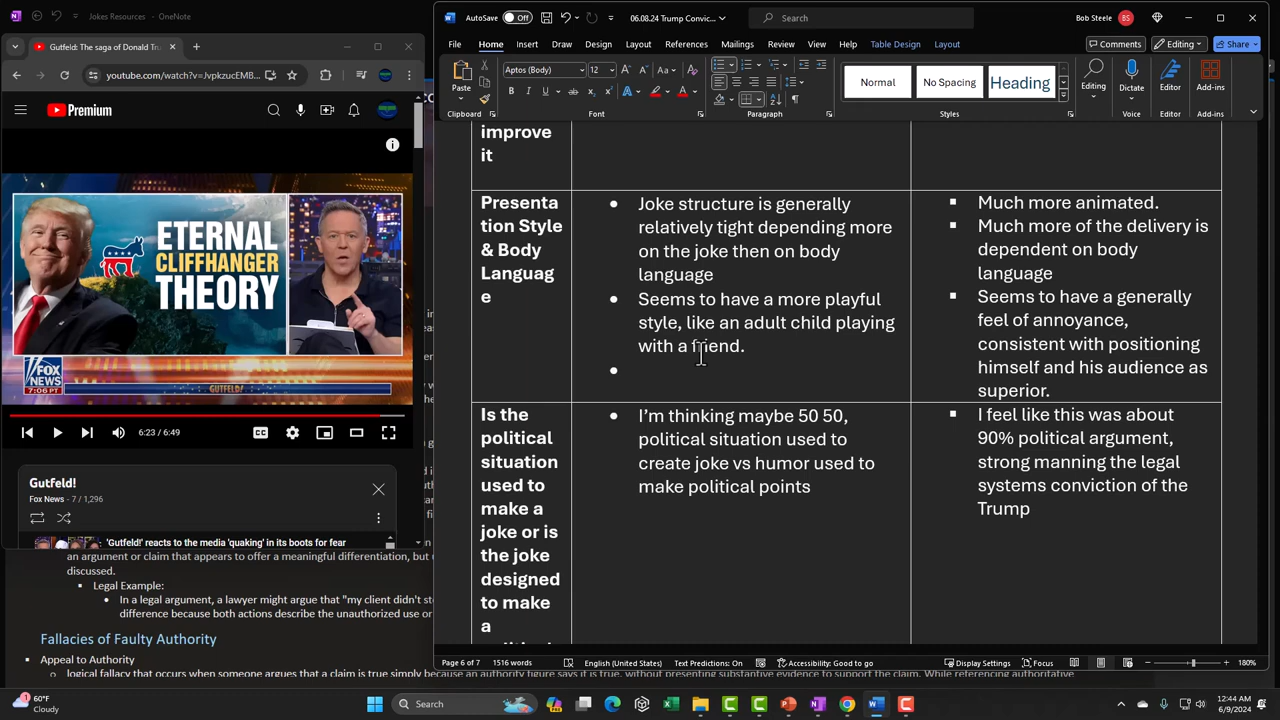 Jokes Resources - OneNote
Gutfeld: The saga of Donald Tru
youtube.com/watch?v=JvpkzucEMB...
Premium
ETERNAL
CLIFFHANGER
THEORY
FOX
NEWS
7:06 PT
GUTFELD!
6:23 / 6:49
Gutfeld!
Fox News - 7 / 1,296
'Gutfeld!' reacts to the media 'quaking' in its boots for fear
an argument or claim that appears to offer a meaningful differentiation, but
discussed.
Legal Example:
In a legal argument, a lawyer might argue that "my client didn't st
difference because both actions describe the unauthorized use or
Fallacies of Faulty Authority
Appeal to Authority
logical fallacy that occurs when someone argues that a claim is true simply because an authority figure says it is true, without presenting substantive evidence to support the claim. While referencing authoritative
AutoSave Off
06.08.24 Trump Convic...
Search
Bob Steele BS
File Home Insert Draw Design Layout References Mailings Review View Help Table Design Layout
Comments Editing Share
Paste
Clipboard
Aptos (Body) 12
Font
Paragraph
Normal No Spacing Heading
Styles
Editing
Dictate
Voice
Editor
Editor
Add-ins
Add-ins
improve
it
Presenta
tion Style
& Body
Languag
e
Joke structure is generally
relatively tight depending more
on the joke then on body
language
Seems to have a more playful
style, like an adult child playing
with a friend.
Much more animated.
Much more of the delivery is
dependent on body
language
Seems to have a generally
feel of annoyance,
consistent with positioning
himself and his audience as
superior.
Is the
political
situation
used to
make a
joke or is
the joke
designed
to make
a
I'm thinking maybe 50 50,
political situation used to
create joke vs humor used to
make political points
I feel like this was about
90% political argument,
strong manning the legal
systems conviction of the
Trump
Page 6 of 7 1516 words English (United States) Text Predictions: On Accessibility: Good to go Display Settings Focus 180%
60°F
Cloudy
Search
12:44 AM
6/9/2024